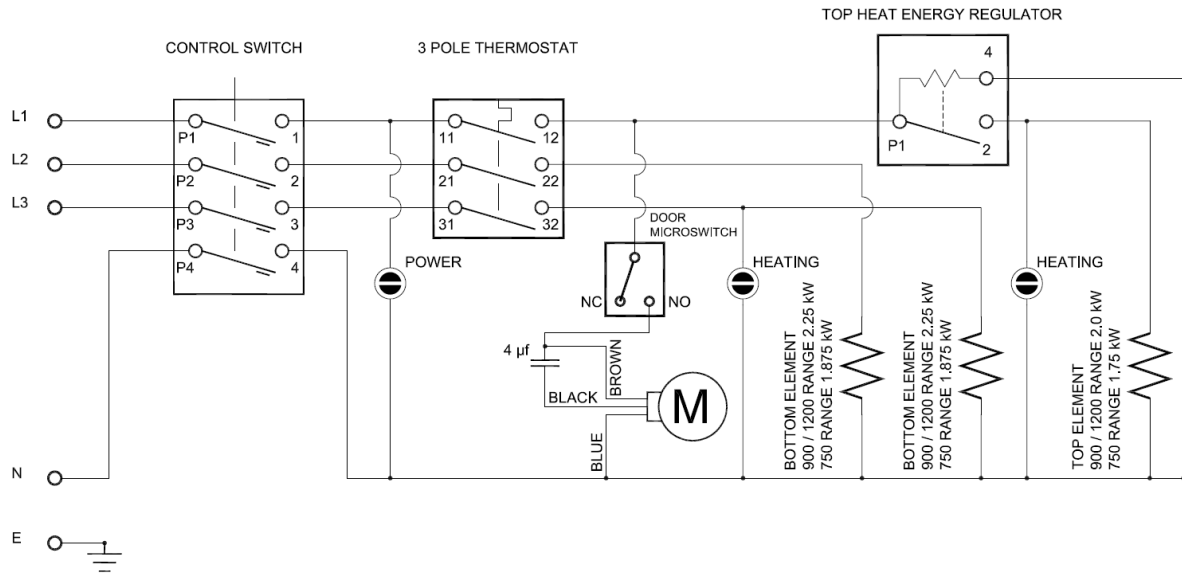 TOP HEAT ENERGY REGULATOR
CONTROL SWITCH
3 POLE THERMOSTAT
4
L1
P1
1
11
12
P1
2
L2
P2
2
21
22
L3
P3
3
31
32
P4
4
DOOR
MICROSWITCH
POWER
HEATING
HEATING
NC
NO
4 µf
BROWN
BLACK
M
BLUE
BOTTOM ELEMENT
900 / 1200 RANGE 2.25 kW
750 RANGE 1.875 kW
BOTTOM ELEMENT
900 / 1200 RANGE 2.25 kW
750 RANGE 1.875 kW
TOP ELEMENT
900 / 1200 RANGE 2.0 kW
750 RANGE 1.75 kW
N
E